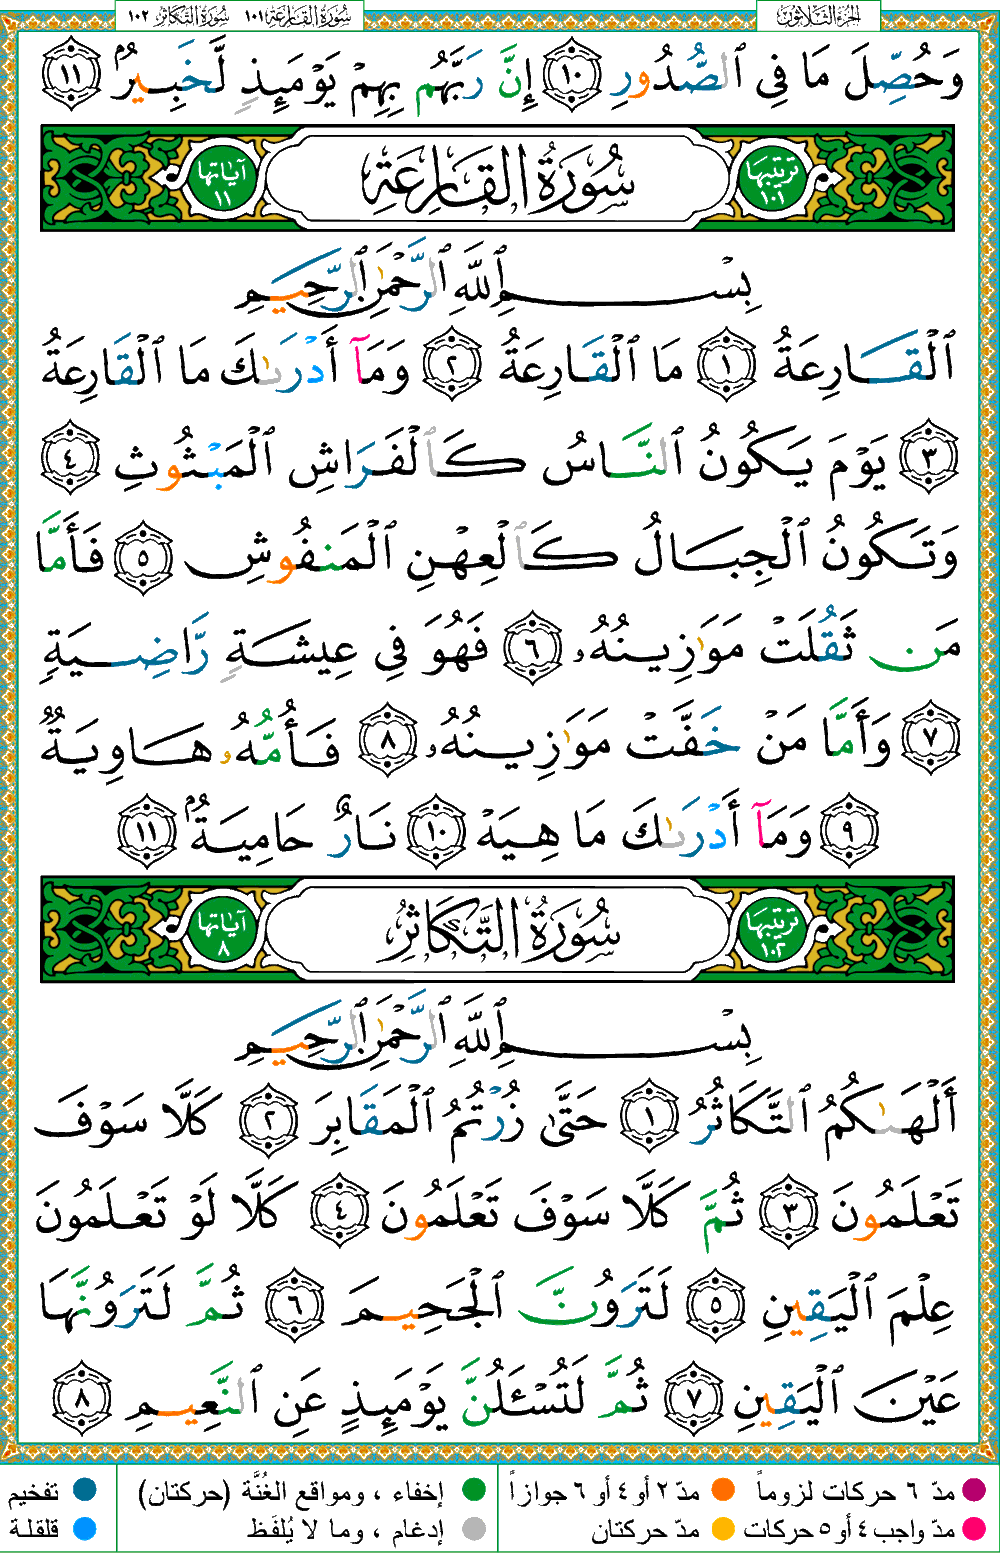 الجزء الثلاثون
سورة القارعة ١٠١ سورة التكاثر ١٠٢
وَحُصِّلَ مَا فِي ٱلصُّدُورِ ١٠ إِنَّ رَبَّهُم بِهِمْ يَوْمَئِذٍ لَّخَبِيرٌۢ ١١
ترتيبها ١٠١ سُورَةُ القَارِعَةِ آياتها ١١
بِسْمِ ٱللَّهِ ٱلرَّحْمَٰنِ ٱلرَّحِيمِ
ٱلْقَارِعَةُ ١ مَا ٱلْقَارِعَةُ ٢ وَمَآ أَدْرَىٰكَ مَا ٱلْقَارِعَةُ
٣ يَوْمَ يَكُونُ ٱلنَّاسُ كَٱلْفَرَاشِ ٱلْمَبْثُوثِ ٤
وَتَكُونُ ٱلْجِبَالُ كَٱلْعِهْنِ ٱلْمَنفُوشِ ٥ فَأَمَّا
مَن ثَقُلَتْ مَوَٰزِينُهُۥ ٦ فَهُوَ فِي عِيشَةٍ رَّاضِيَةٍ
٧ وَأَمَّا مَنْ خَفَّتْ مَوَٰزِينُهُۥ ٨ فَأُمُّهُۥ هَاوِيَةٌ
٩ وَمَآ أَدْرَىٰكَ مَا هِيَهْ ١٠ نَارٌ حَامِيَةٌۢ ١١
ترتيبها ١٠٢ سُورَةُ التَّكَاثُرِ آياتها ٨
بِسْمِ ٱللَّهِ ٱلرَّحْمَٰنِ ٱلرَّحِيمِ
أَلْهَىٰكُمُ ٱلتَّكَاثُرُ ١ حَتَّىٰ زُرْتُمُ ٱلْمَقَابِرَ ٢ كَلَّا سَوْفَ
تَعْلَمُونَ ٣ ثُمَّ كَلَّا سَوْفَ تَعْلَمُونَ ٤ كَلَّا لَوْ تَعْلَمُونَ
عِلْمَ ٱلْيَقِينِ ٥ لَتَرَوُنَّ ٱلْجَحِيمَ ٦ ثُمَّ لَتَرَوُنَّهَا
عَيْنَ ٱلْيَقِينِ ٧ ثُمَّ لَتُسْـَٔلُنَّ يَوْمَئِذٍ عَنِ ٱلنَّعِيمِ ٨
مدّ ٦ حركات لزوماً مدّ ٢ أو ٤ أو ٦ جوازاً إخفاء ، ومواقع الغُنَّة (حركتان) تفخيم
مدّ واجب ٤ أو ٥ حركات مدّ حركتان إدغام ، وما لا يُلفَظ قلقلة